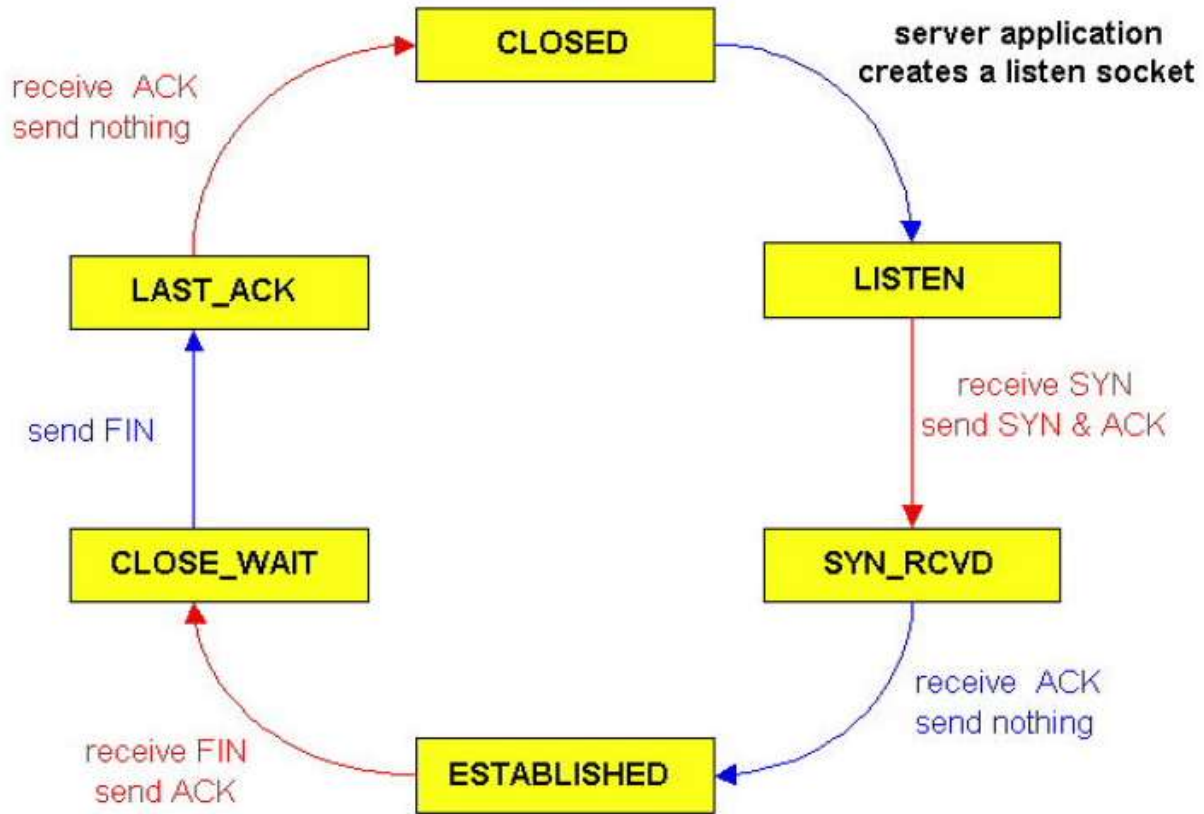 CLOSED
server application
creates a listen socket
receive ACK
send nothing
LAST_ACK
LISTEN
receive SYN
send SYN & ACK
send FIN
CLOSE_WAIT
SYN_RCVD
receive ACK
send nothing
receive FIN
send ACK
ESTABLISHED